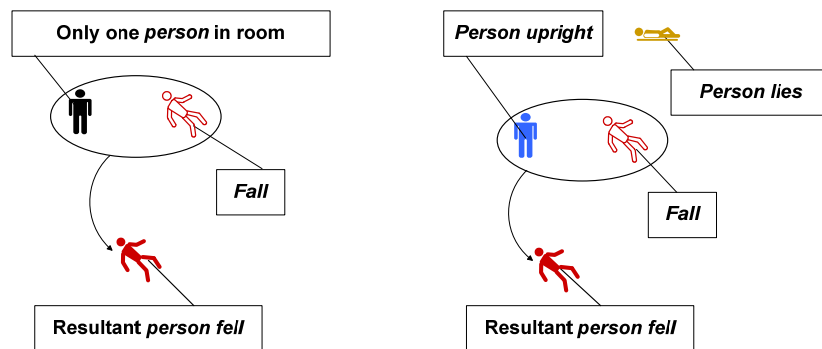 Only one person in room
Fall
Resultant person fell
Person upright
Person lies
Fall
Resultant person fell